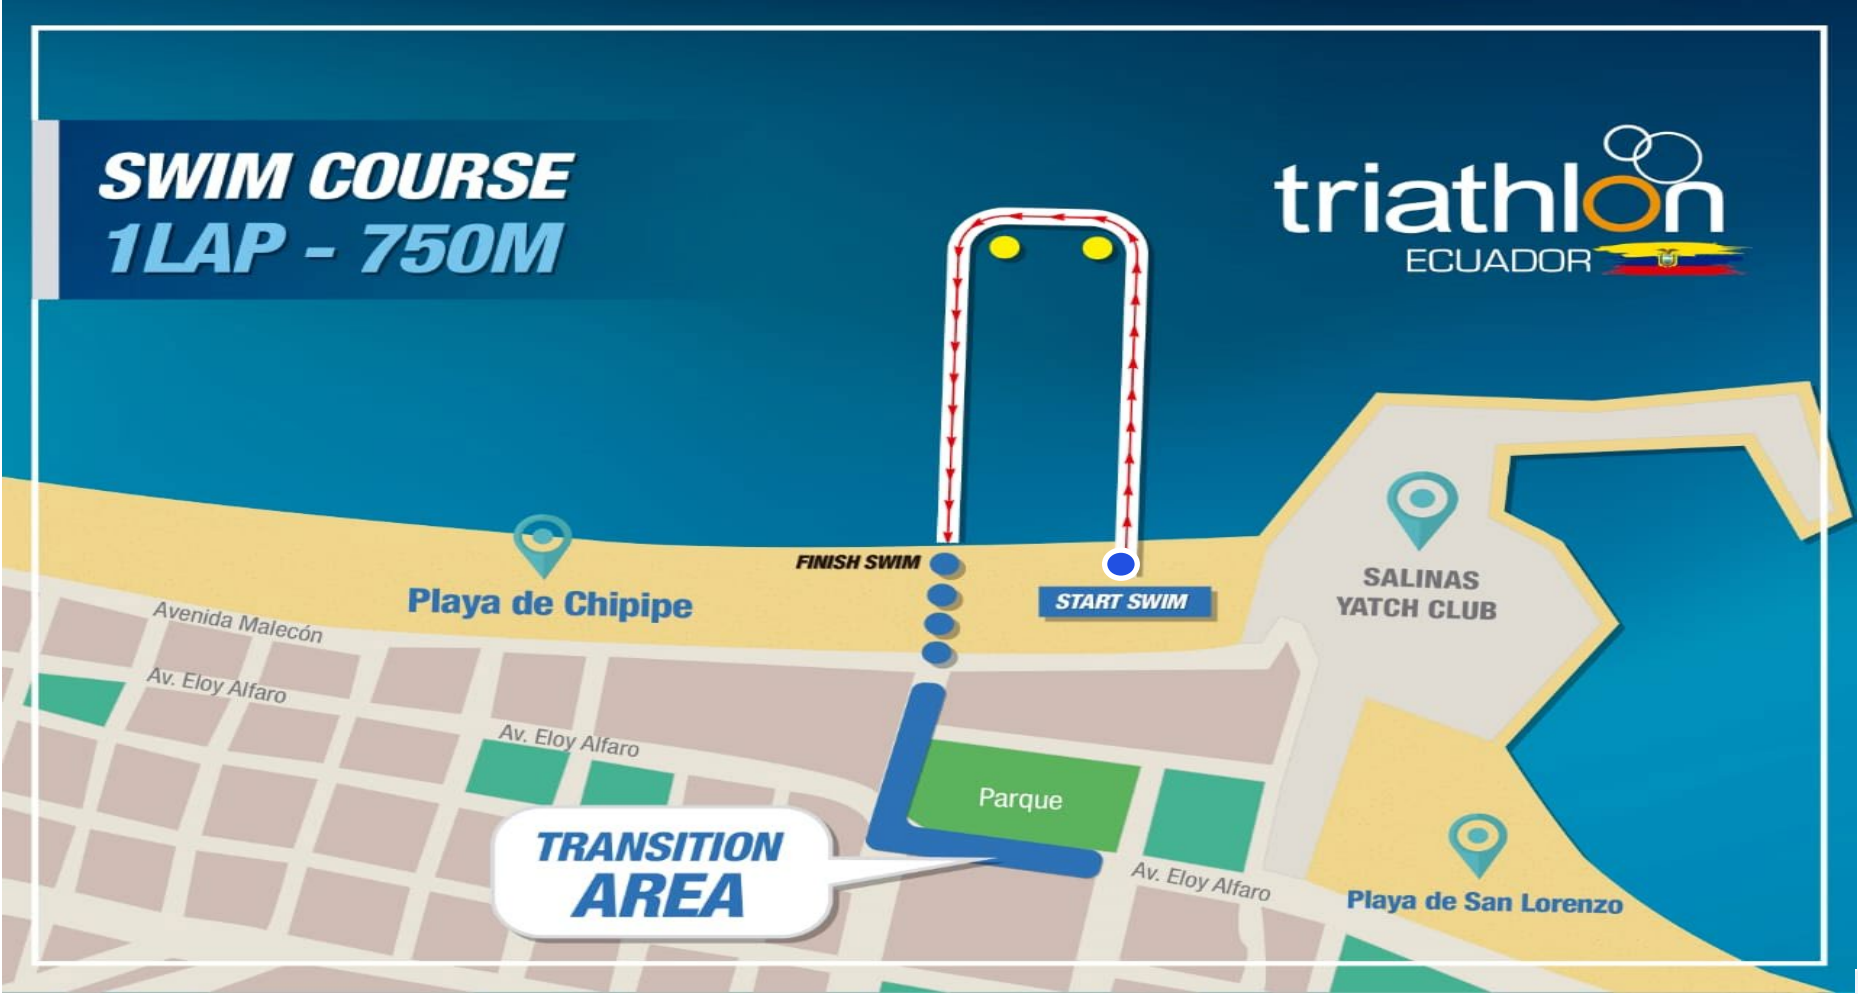 SWIM COURSE
1LAP - 750M
triathlon
ECUADOR
FINISH SWIM
START SWIM
Playa de Chipipe
SALINAS
YATCH CLUB
Avenida Malecón
Av. Eloy Alfaro
Av. Eloy Alfaro
Parque
TRANSITION
AREA
Av. Eloy Alfaro
Playa de San Lorenzo